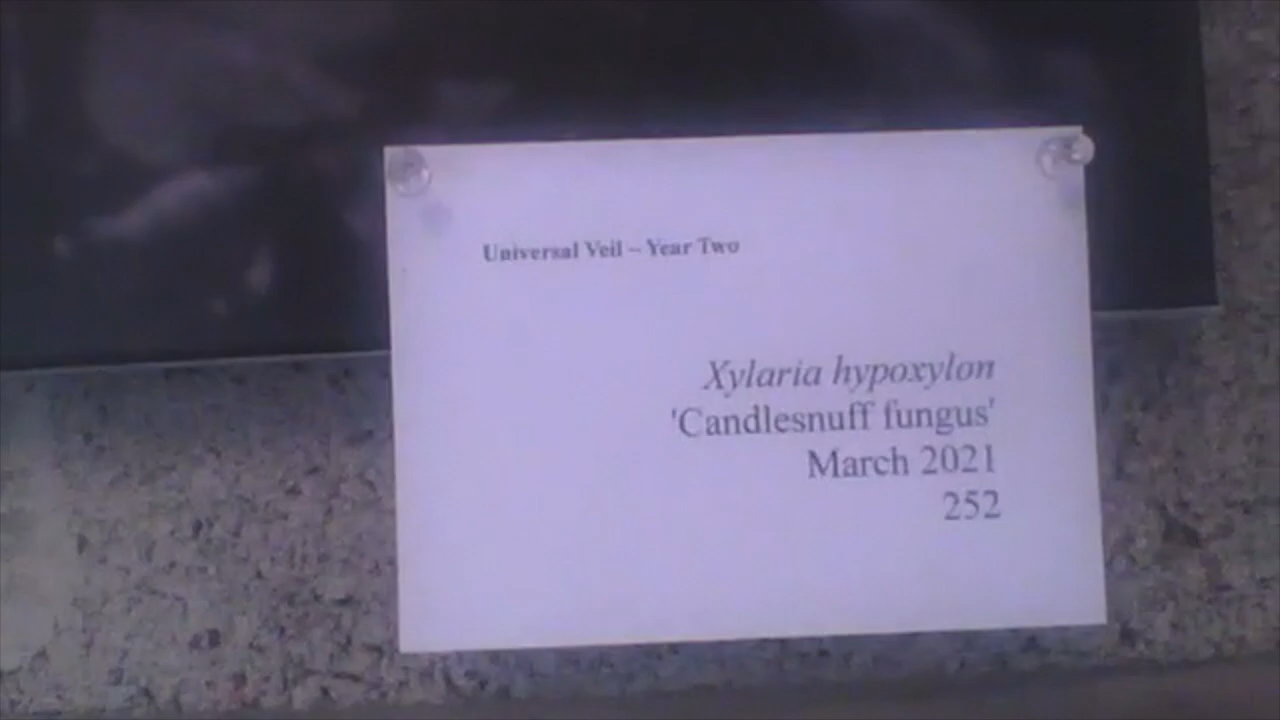 Universal Veil – Year Two
Xylaria hypoxylon
'Candlesnuff fungus'
March 2021
252